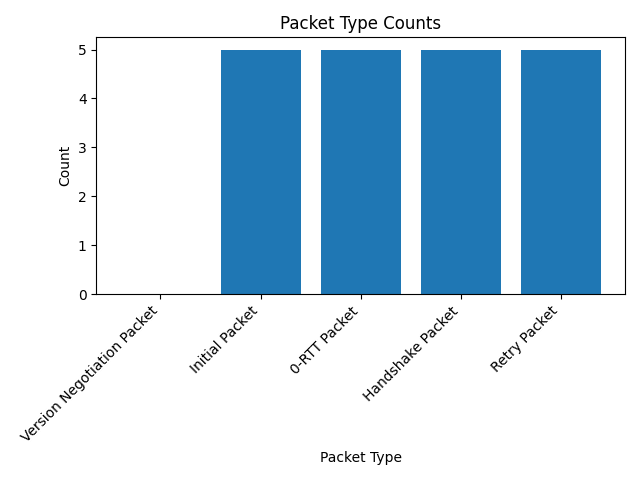 Packet Type Counts
Count
5
4
3
2
1
0
Version Negotiation Packet
Initial Packet
0-RTT Packet
Handshake Packet
Retry Packet
Packet Type